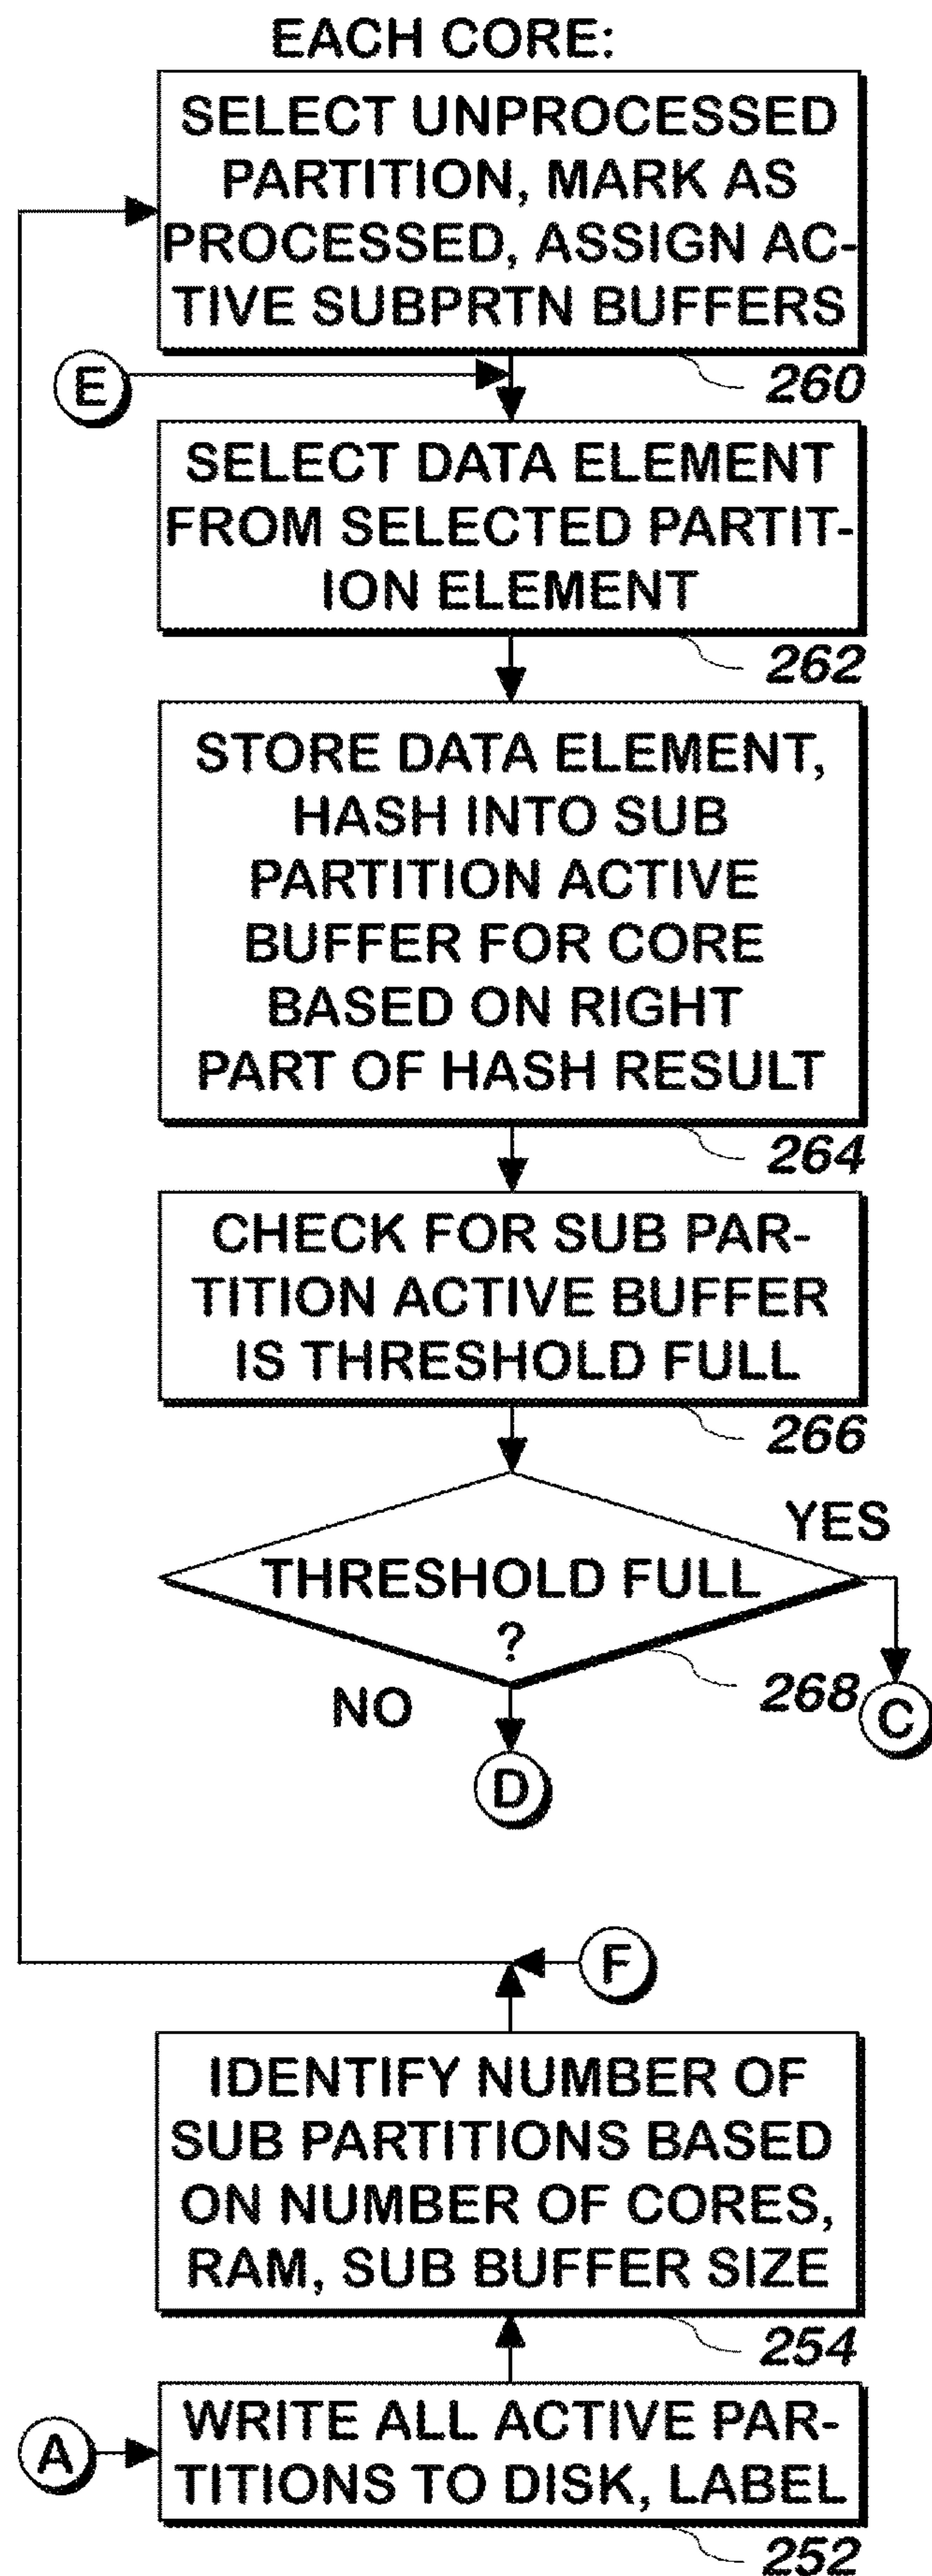 EACH CORE:
SELECT UNPROCESSED
PARTITION, MARK AS
PROCESSED, ASSIGN AC-
TIVE SUBPRTN BUFFERS
260
E
SELECT DATA ELEMENT
FROM SELECTED PARTIT-
ION ELEMENT
262
STORE DATA ELEMENT,
HASH INTO SUB
PARTITION ACTIVE
BUFFER FOR CORE
BASED ON RIGHT
PART OF HASH RESULT
264
CHECK FOR SUB PAR-
TITION ACTIVE BUFFER
IS THRESHOLD FULL
266
YES
THRESHOLD FULL
?
268
NO
C
D
F
IDENTIFY NUMBER OF
SUB PARTITIONS BASED
ON NUMBER OF CORES,
RAM, SUB BUFFER SIZE
254
A
WRITE ALL ACTIVE PAR-
TITIONS TO DISK, LABEL
252